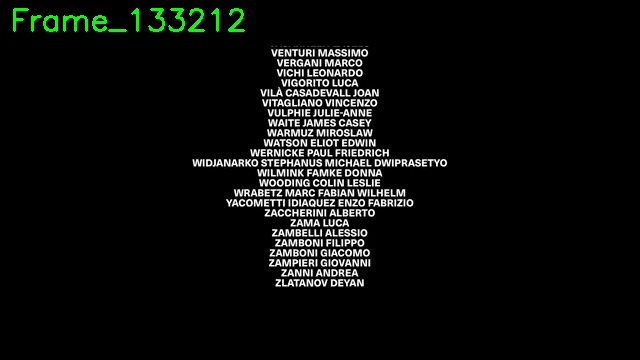 Frame_133212
VENTURI MASSIMO
VERGANI MARCO
VICHI LEONARDO
VIGORITO LUCA
VILÀ CASADEVALL JOAN
VITAGLIANO VINCENZO
VULPHIE JULIE-ANNE
WAITE JAMES CASEY
WARMUZ MIROSLAW
WATSON ELIOT EDWIN
WERNICKE PAUL FRIEDRICH
WIDJANARKO STEPHANUS MICHAEL DWIPRASETYO
WILMINK FAMKE DONNA
WOODING COLIN LESLIE
WRABETZ MARC FABIAN WILHELM
YACOMETTI IDIAQUEZ ENZO FABRIZIO
ZACCHERINI ALBERTO
ZAMA LUCA
ZAMBELLI ALESSIO
ZAMBONI FILIPPO
ZAMBONI GIACOMO
ZAMPIERI GIOVANNI
ZANNI ANDREA
ZLATANOV DEYAN